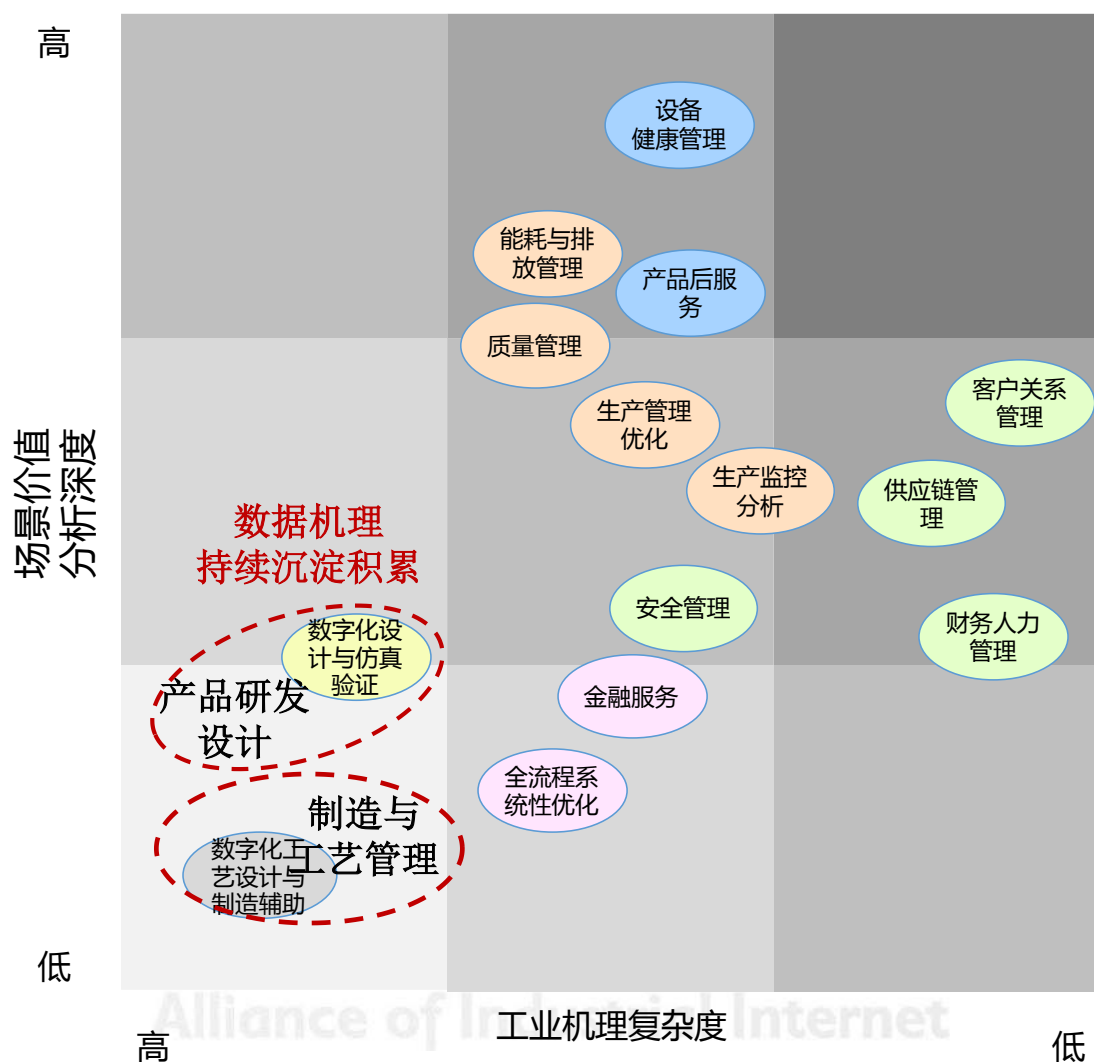 高
设备
健康管理
能耗与排
放管理
产品后服
务
质量管理
客户关系
管理
生产管理
优化
场景价值
分析深度
生产监控
分析
供应链管
理
数据机理
持续沉淀积累
安全管理
财务人力
管理
数字化设
计与仿真
验证
产品研发
设计
金融服务
全流程系
统性优化
制造与
工艺管理
数字化工
艺设计与
制造辅助
低
Alliance of Industrial Internet
工业机理复杂度
高
低